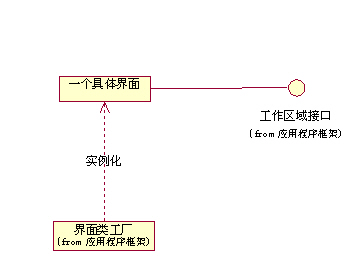 一个具体界面
工作区域接口
(from 应用程序框架)
实例化
界面类工厂
(from 应用程序框架)